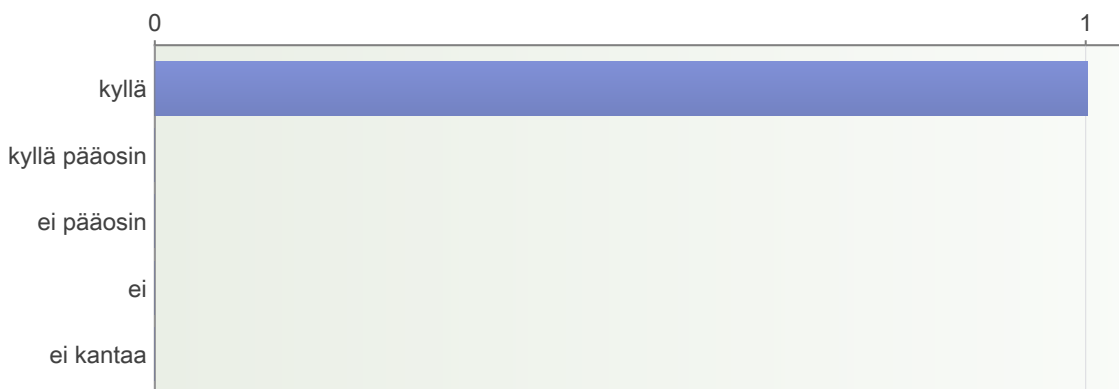 0 1
kyllä
kyllä pääosin
ei pääosin
ei
ei kantaa